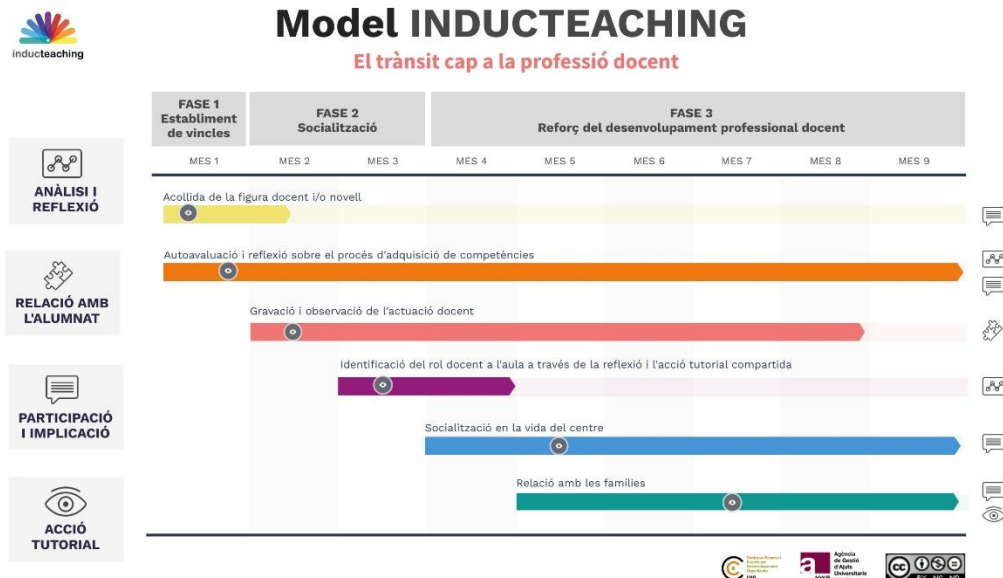 Model INDUCTEACHING
inducteaching
El trànsit cap a la professió docent
FASE 1
Establiment
de vincles
FASE 2
Socialització
FASE 3
Reforç del desenvolupament professional docent
MES 1
MES 2
MES 3
MES 4
MES 5
MES 6
MES 7
MES 8
MES 9
ANÀLISI I
REFLEXIÓ
RELACIÓ AMB
L'ALUMNAT
PARTICIPACIÓ
I IMPLICACIÓ
ACCIÓ
TUTORIAL
Acollida de la figura docent i/o novell
Autoavaluació i reflexió sobre el procés d'adquisició de competències
Gravació i observació de l'actuació docent
Identificació del rol docent a l'aula a través de la reflexió i l'acció tutorial compartida
Socialització en la vida del centre
Relació amb les famílies
Agència
de Gestió
d'Ajuts
Universitaris
AGAUR
cc
BY NC ND